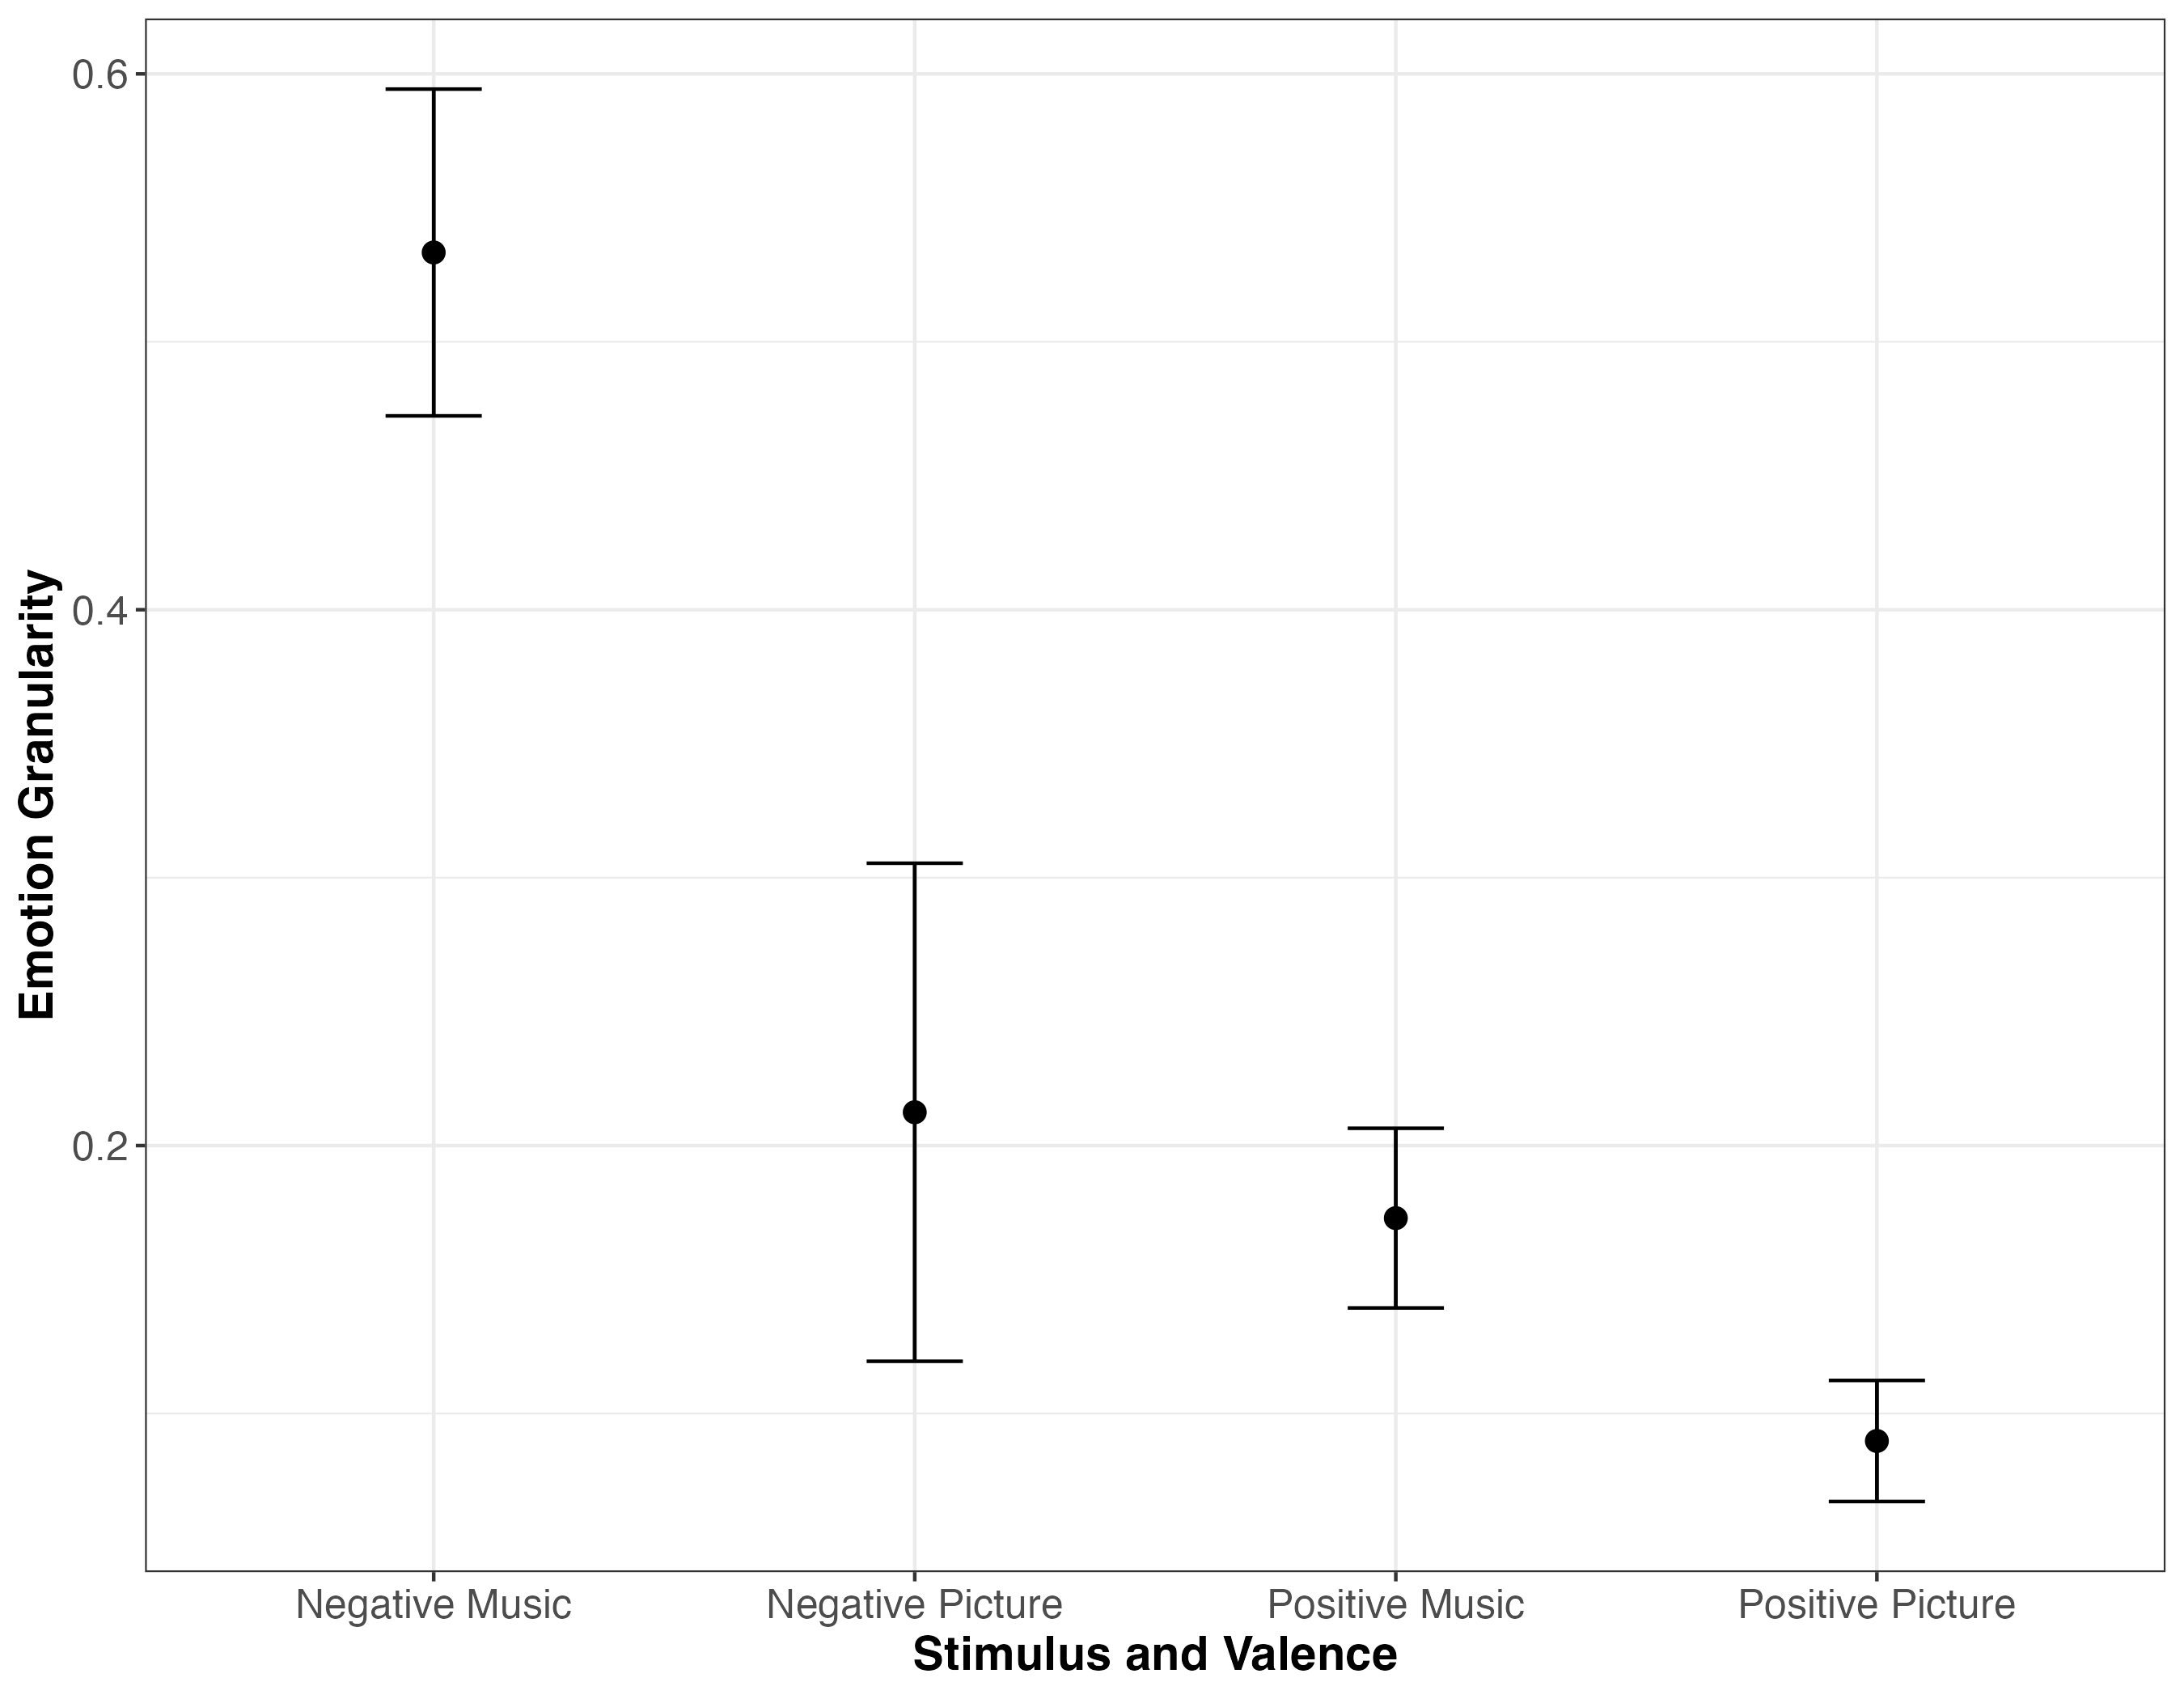 Emotion Granularity
0.6
0.4
0.2
Negative Music
Negative Picture
Positive Music
Positive Picture
Stimulus and Valence